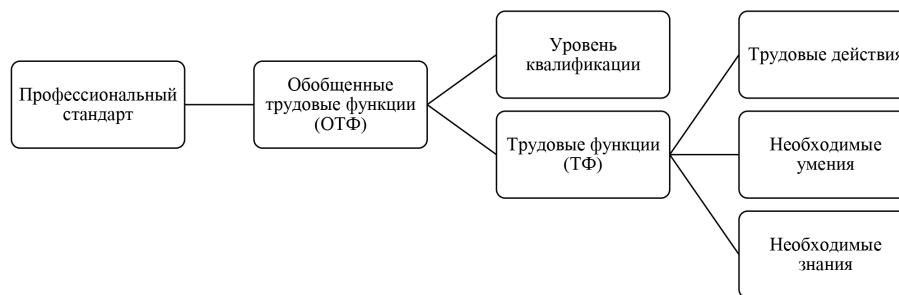 Профессиональный
стандарт
Обобщенные
трудовые функции
(ОТФ)
Уровень
квалификации
Трудовые функции
(ТФ)
Трудовые действия
Необходимые
умения
Необходимые
знания